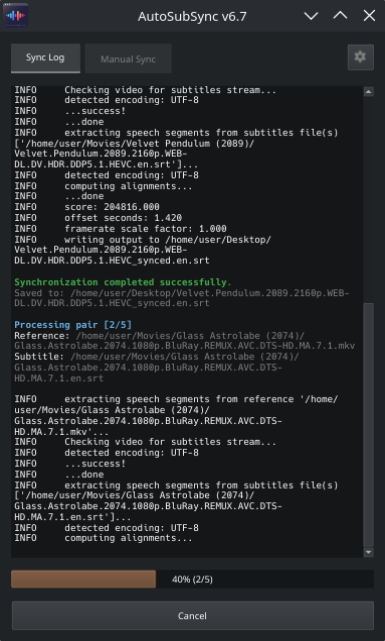 AutoSubSync v6.7
Sync Log
Manual Sync
INFO Checking video for subtitles stream...
INFO detected encoding: UTF-8
INFO ...success!
INFO ...done
INFO extracting speech segments from subtitles file(s)
['/home/user/Movies/Velvet Pendulum (2089)/
Velvet.Pendulum.2089.2160p.WEB-
DL.DV.HDR.DDP5.1.HEVC.en.srt']...
INFO detected encoding: UTF-8
INFO computing alignments...
INFO ...done
INFO score: 204816.000
INFO offset seconds: 1.420
INFO framerate scale factor: 1.000
INFO writing output to /home/user/Desktop/
Velvet.Pendulum.2089.2160p.WEB-
DL.DV.HDR.DDP5.1.HEVC_synced.en.srt
Synchronization completed successfully.
Saved to: /home/user/Desktop/Velvet.Pendulum.2089.2160p.WEB-
DL.DV.HDR.DDP5.1.HEVC_synced.en.srt
Processing pair [2/5]
Reference: /home/user/Movies/Glass Astrolabe (2074)/
Glass.Astrolabe.2074.1080p.BluRay.REMUX.AVC.DTS-HD.MA.7.1.mkv
Subtitle: /home/user/Movies/Glass Astrolabe (2074)/
Glass.Astrolabe.2074.1080p.BluRay.REMUX.AVC.DTS-
HD.MA.7.1.en.srt
INFO extracting speech segments from reference '/home/
user/Movies/Glass Astrolabe (2074)/
Glass.Astrolabe.2074.1080p.BluRay.REMUX.AVC.DTS-
HD.MA.7.1.mkv'...
INFO Checking video for subtitles stream...
INFO detected encoding: UTF-8
INFO ...success!
INFO ...done
INFO extracting speech segments from subtitles file(s)
['/home/user/Movies/Glass Astrolabe (2074)/
Glass.Astrolabe.2074.1080p.BluRay.REMUX.AVC.DTS-
HD.MA.7.1.en.srt']...
INFO detected encoding: UTF-8
INFO computing alignments...
40% (2/5)
Cancel